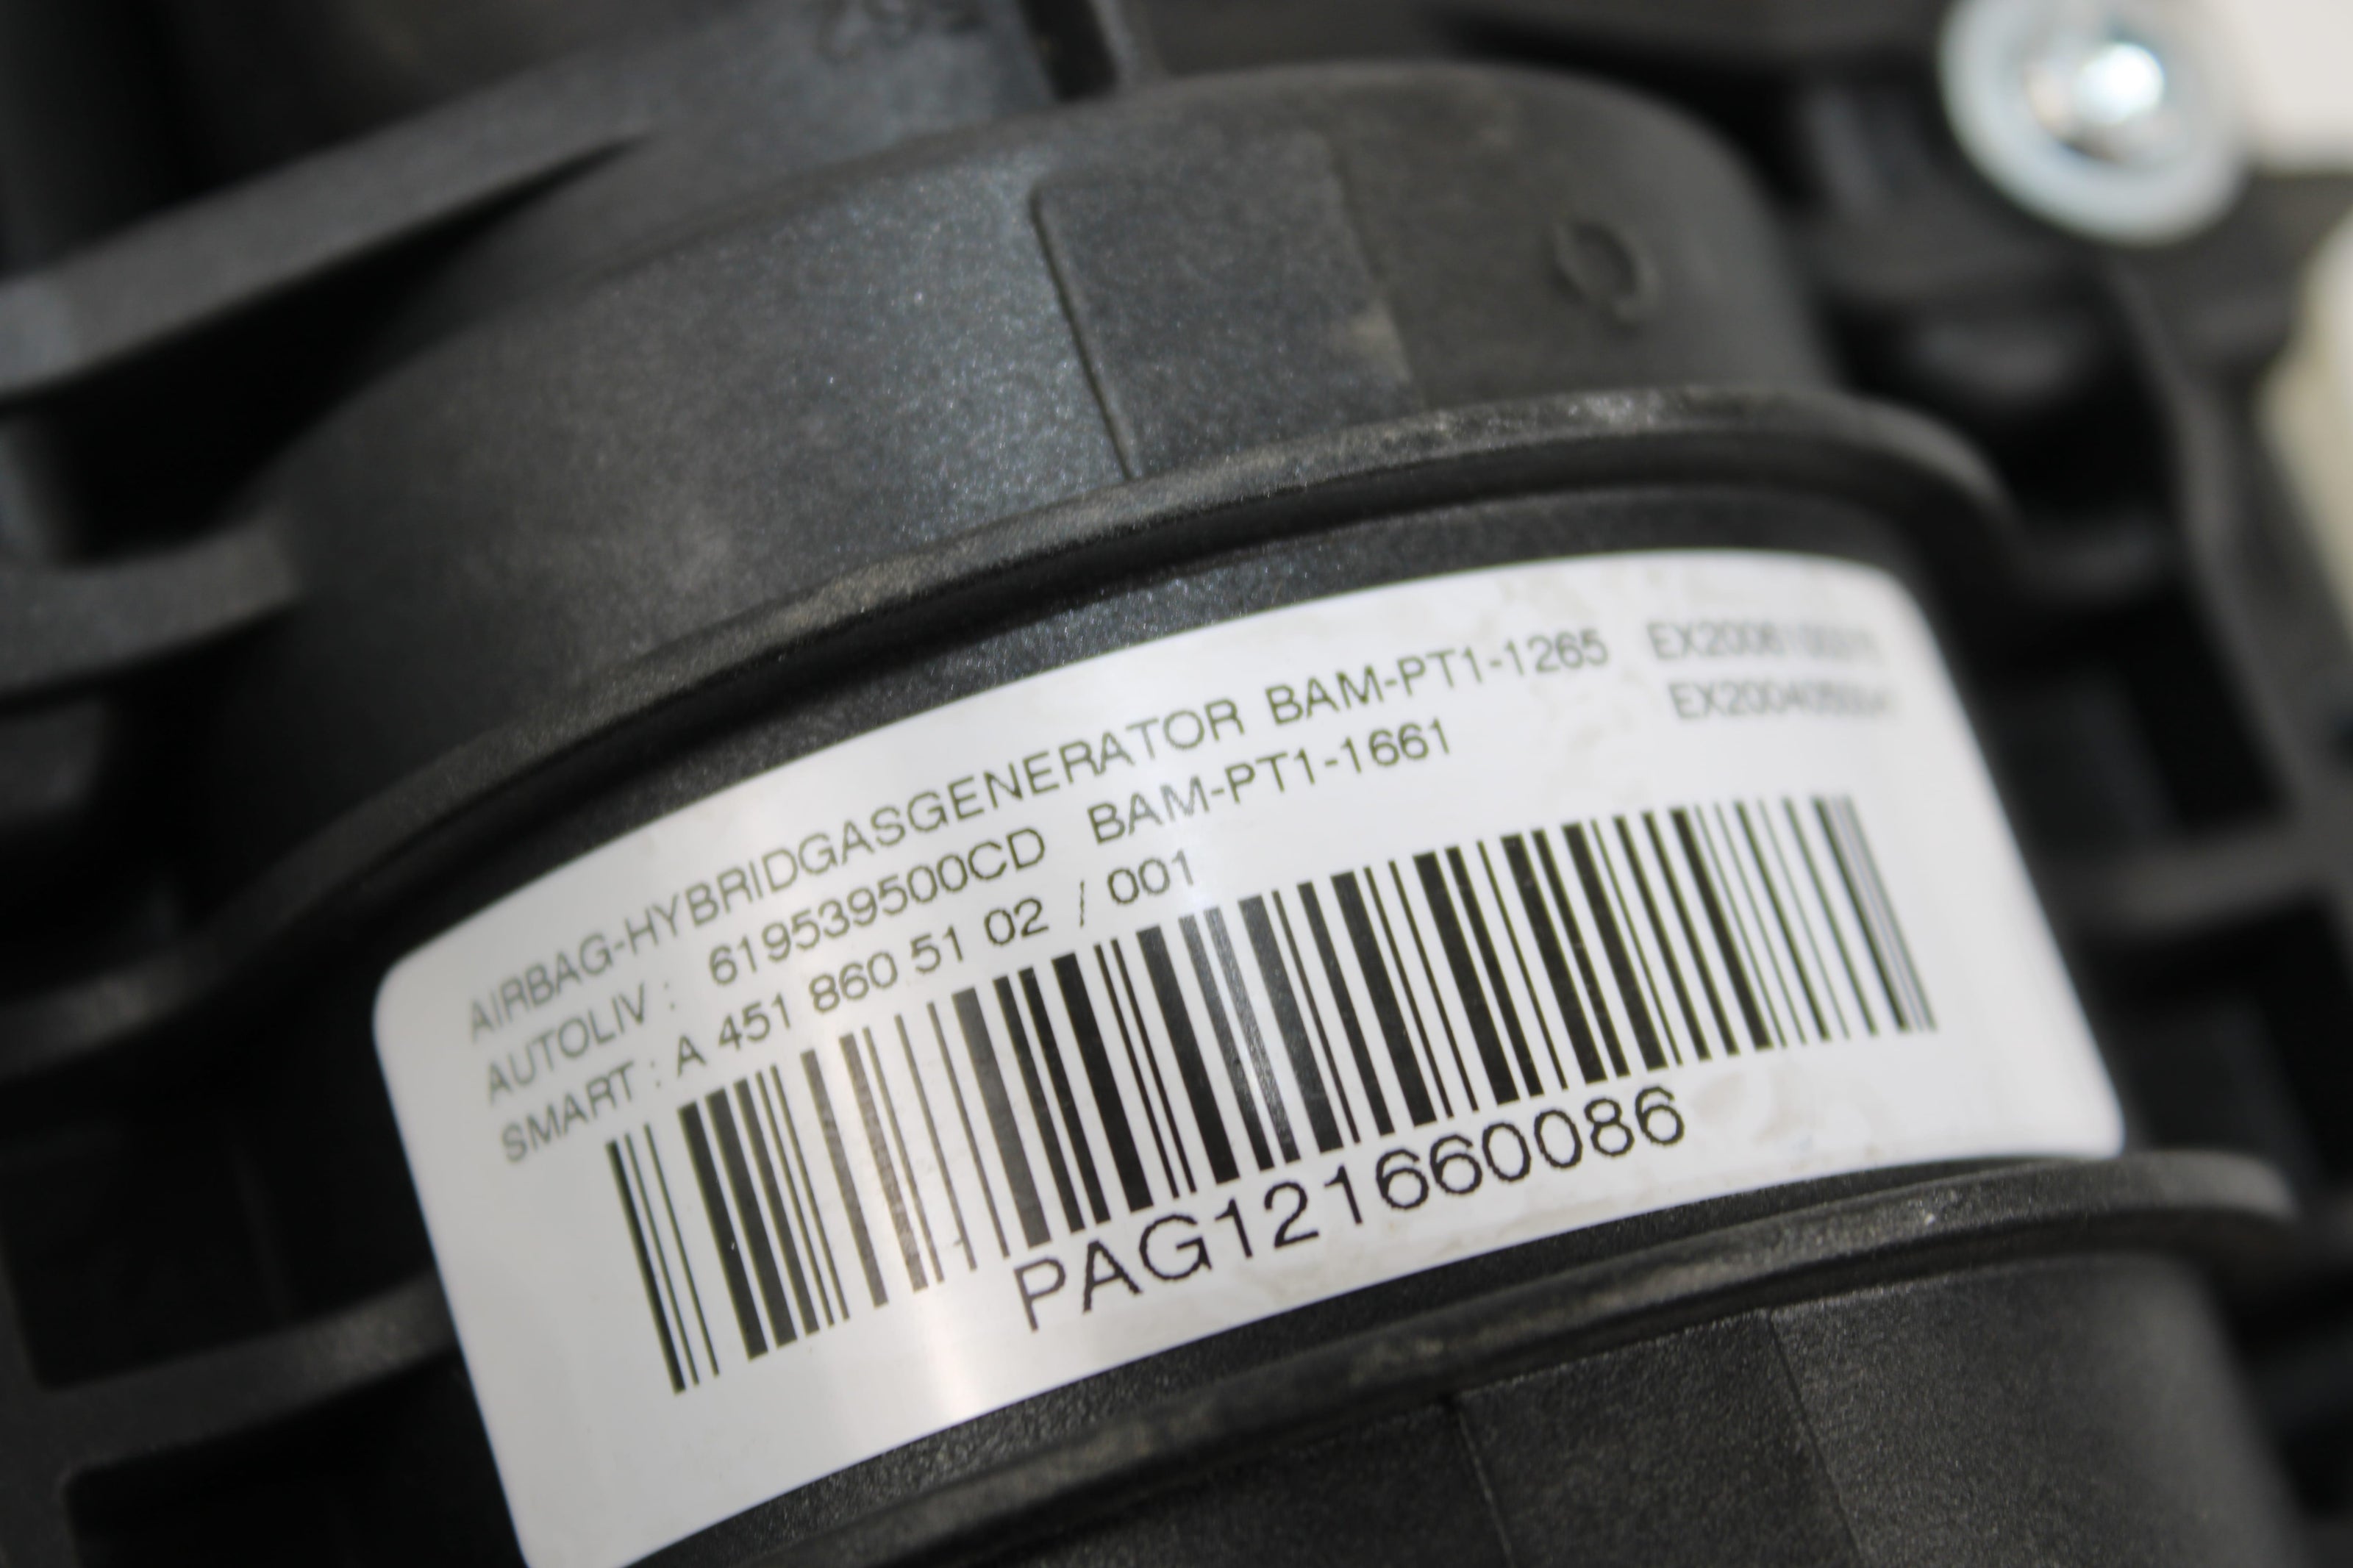 AIRBAG-HYBRIDGASGENERATOR BAM-PT1-1265
AUTOLIV : 619539500CD BAM-PT1-1661
SMART : A 451 860 51 02 / 001
PAG121660086